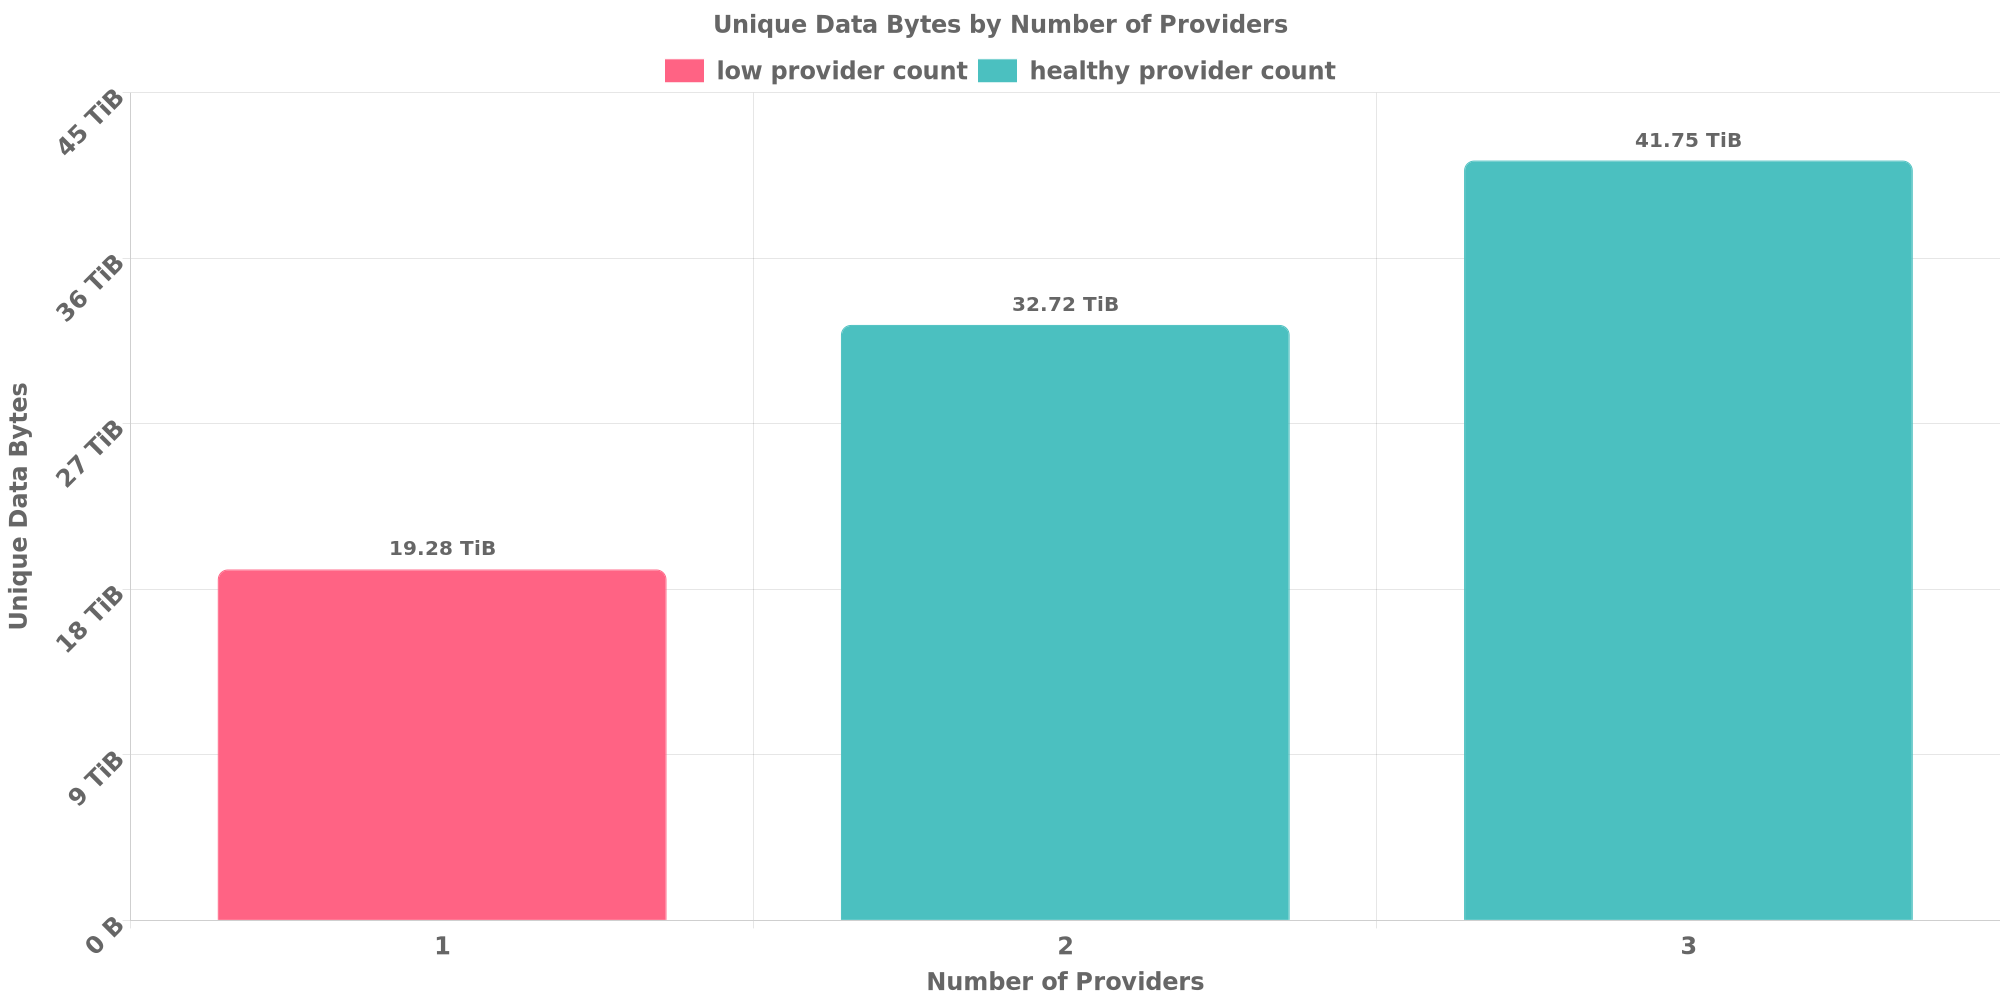 Unique Data Bytes by Number of Providers
low provider count healthy provider count
45 TiB
36 TiB
27 TiB
18 TiB
9 TiB
0 B
Unique Data Bytes
19.28 TiB
32.72 TiB
41.75 TiB
1 2 3
Number of Providers